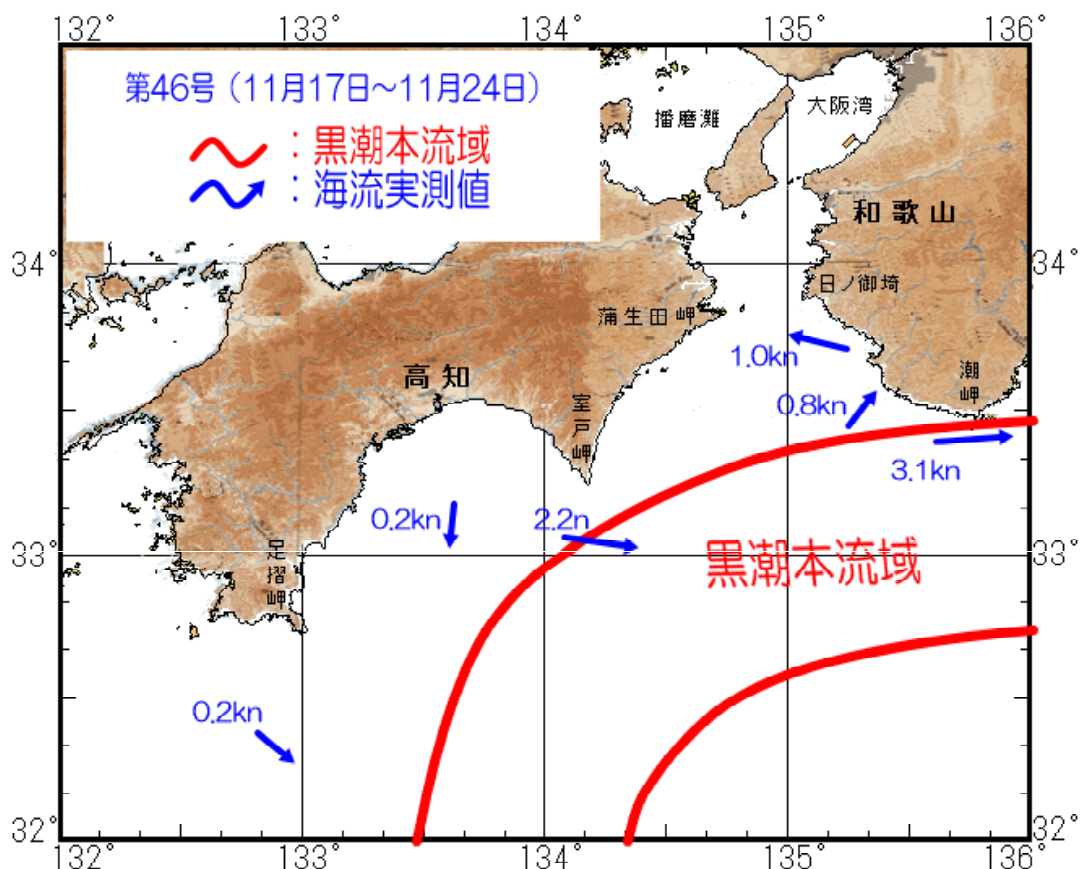 132° 133° 134° 135° 136°
第46号（11月17日～11月24日）
：黒潮本流域
：海流実測値
播磨灘
大阪湾
和歌山
34°
34°
日ノ御埼
蒲生田岬
1.0kn
高知
潮岬
室戸岬
0.8kn
3.1kn
0.2kn
2.2n
33°
33°
黒潮本流域
足摺岬
0.2kn
32°
32°
132° 133° 134° 135° 136°